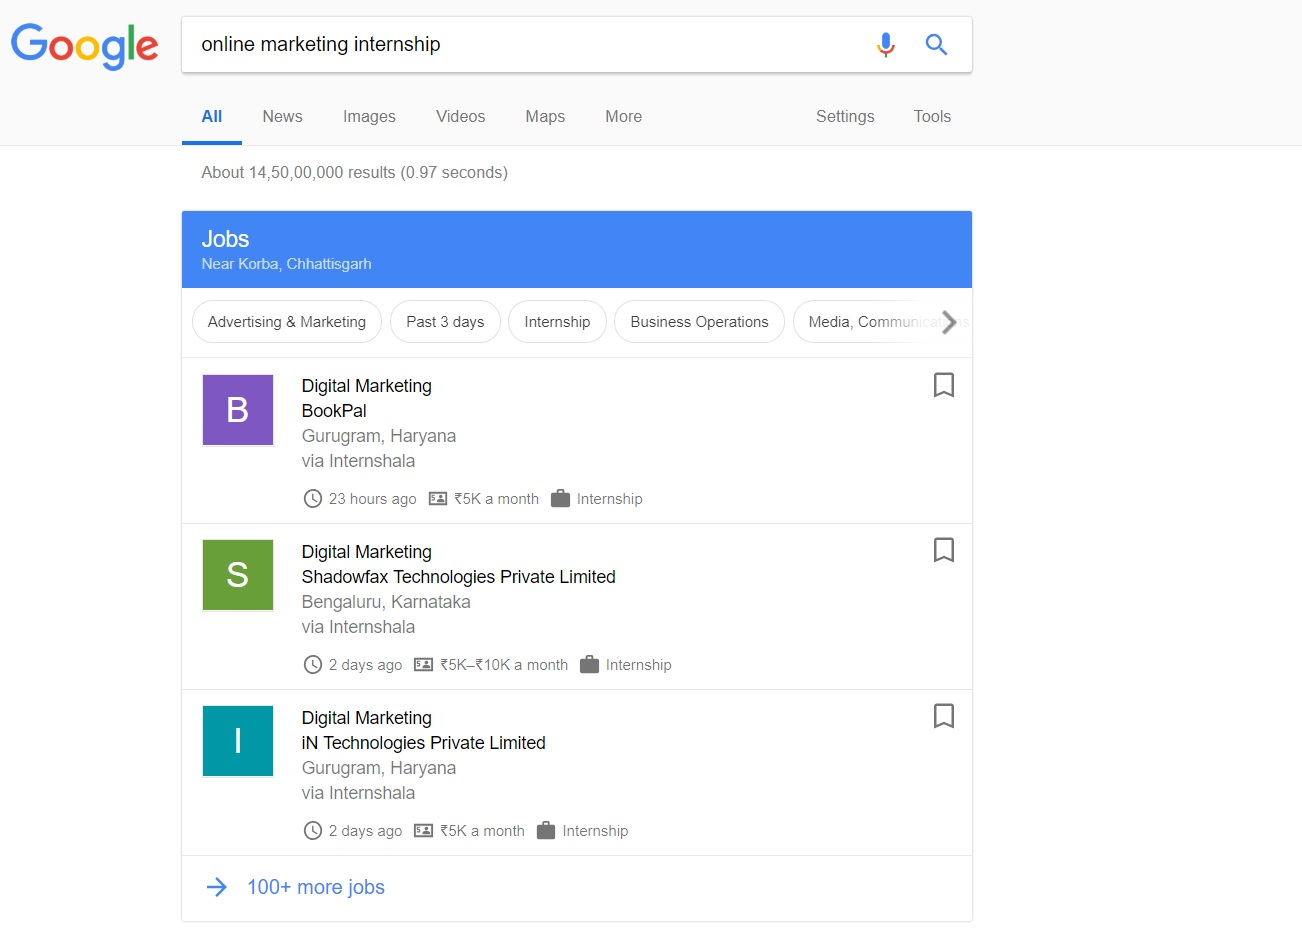 Google
online marketing internship
All News Images Videos Maps More Settings Tools
About 14,50,00,000 results (0.97 seconds)
Jobs
Near Korba, Chhattisgarh
Advertising & Marketing Past 3 days Internship Business Operations Media, Communications
B
Digital Marketing
BookPal
Gurugram, Haryana
via Internshala
23 hours ago ₹5K a month Internship
S
Digital Marketing
Shadowfax Technologies Private Limited
Bengaluru, Karnataka
via Internshala
2 days ago ₹5K–₹10K a month Internship
I
Digital Marketing
iN Technologies Private Limited
Gurugram, Haryana
via Internshala
2 days ago ₹5K a month Internship
100+ more jobs